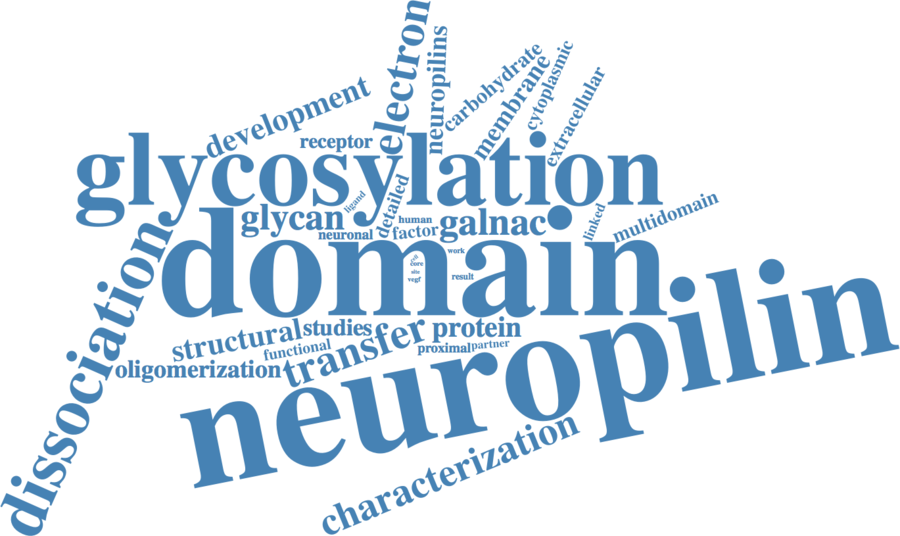 electron
neuropilins
carbohydrate
membrane
cytoplasmic
extracellular
development
receptor
glycosylation
ligand
detailed
glycan
human
neuronal
factor
galnac
linked
multidomain
domain
work
core
site
vegf
result
dissociation
structural
studies
transfer
protein
functional
proximal
partner
oligomerization
neuropilin
characterization